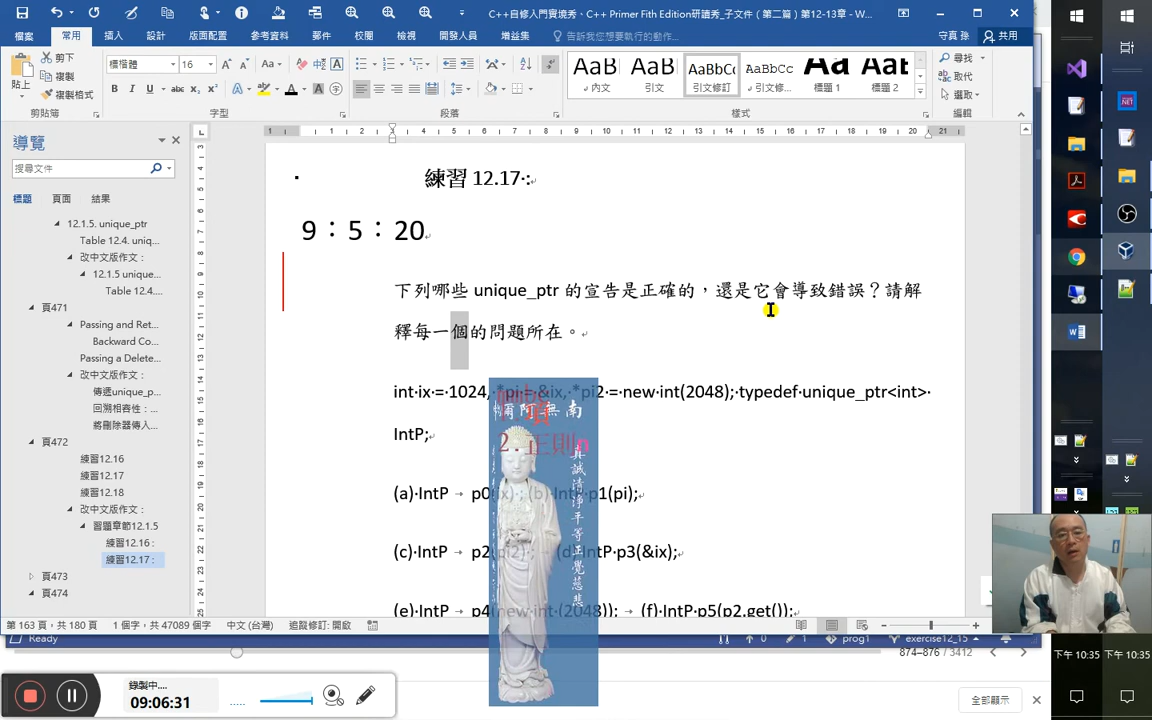 C++自修入門實境秀、C++ Primer Fith Edition研讀秀_子文件（第二篇）第12-13章 - W...
檔案 常用 插入 設計 版面配置 參考資料 郵件 校閱 檢視 開發人員 增益集 告訴我您想要執行的動作... 守真 孫 共用
貼上
剪下
複製
複製格式
標楷體 16
AaBbC AaBbC AaBbCc AaBbCc AaBb AaBb
內文 引文 引文修訂 引文修... 標題 1 標題 2
尋找
取代
選取
剪貼簿 字型 段落 樣式 編輯
導覽
搜尋文件
標題 頁面 結果
12.1.5. unique_ptr
Table 12.4. uniq...
改中文版作文：
12.1.5 unique...
Table 12.4....
頁471
Passing and Ret...
Backward Co...
Passing a Delete...
改中文版作文：
傳遞unique_p...
回溯相容性：...
將刪除器傳入...
頁472
練習12.16
練習12.17
練習12.18
改中文版作文：
習題章節12.1.5
練習12.16 :
練習12.17 :
頁473
頁474
練習 12.17 :
9：5：20
下列哪些 unique_ptr 的宣告是正確的，還是它會導致錯誤？請解
釋每一個的問題所在。
int ix = 1024, *pi = &ix, *pi2 = new int(2048); typedef unique_ptr<int>
IntP;
(a) IntP → p0(ix) ; (b) IntP p1(pi);
(c) IntP → p2(pi2) ; → (d) IntP p3(&ix);
(e) IntP → p4(new int (2048)); → (f) IntP p5(p2.get());
南無阿彌
真誠清淨平等正覺慈悲
2.正則
第 163 頁，共 180 頁 1 個字，共 47089 個字 中文 (台灣) 追蹤修訂: 開啟
Ready 0 1 prog1 exercise12_15
874–876 / 3412
錄製中....
09:06:31
全部顯示
下午 10:35 下午 10:35